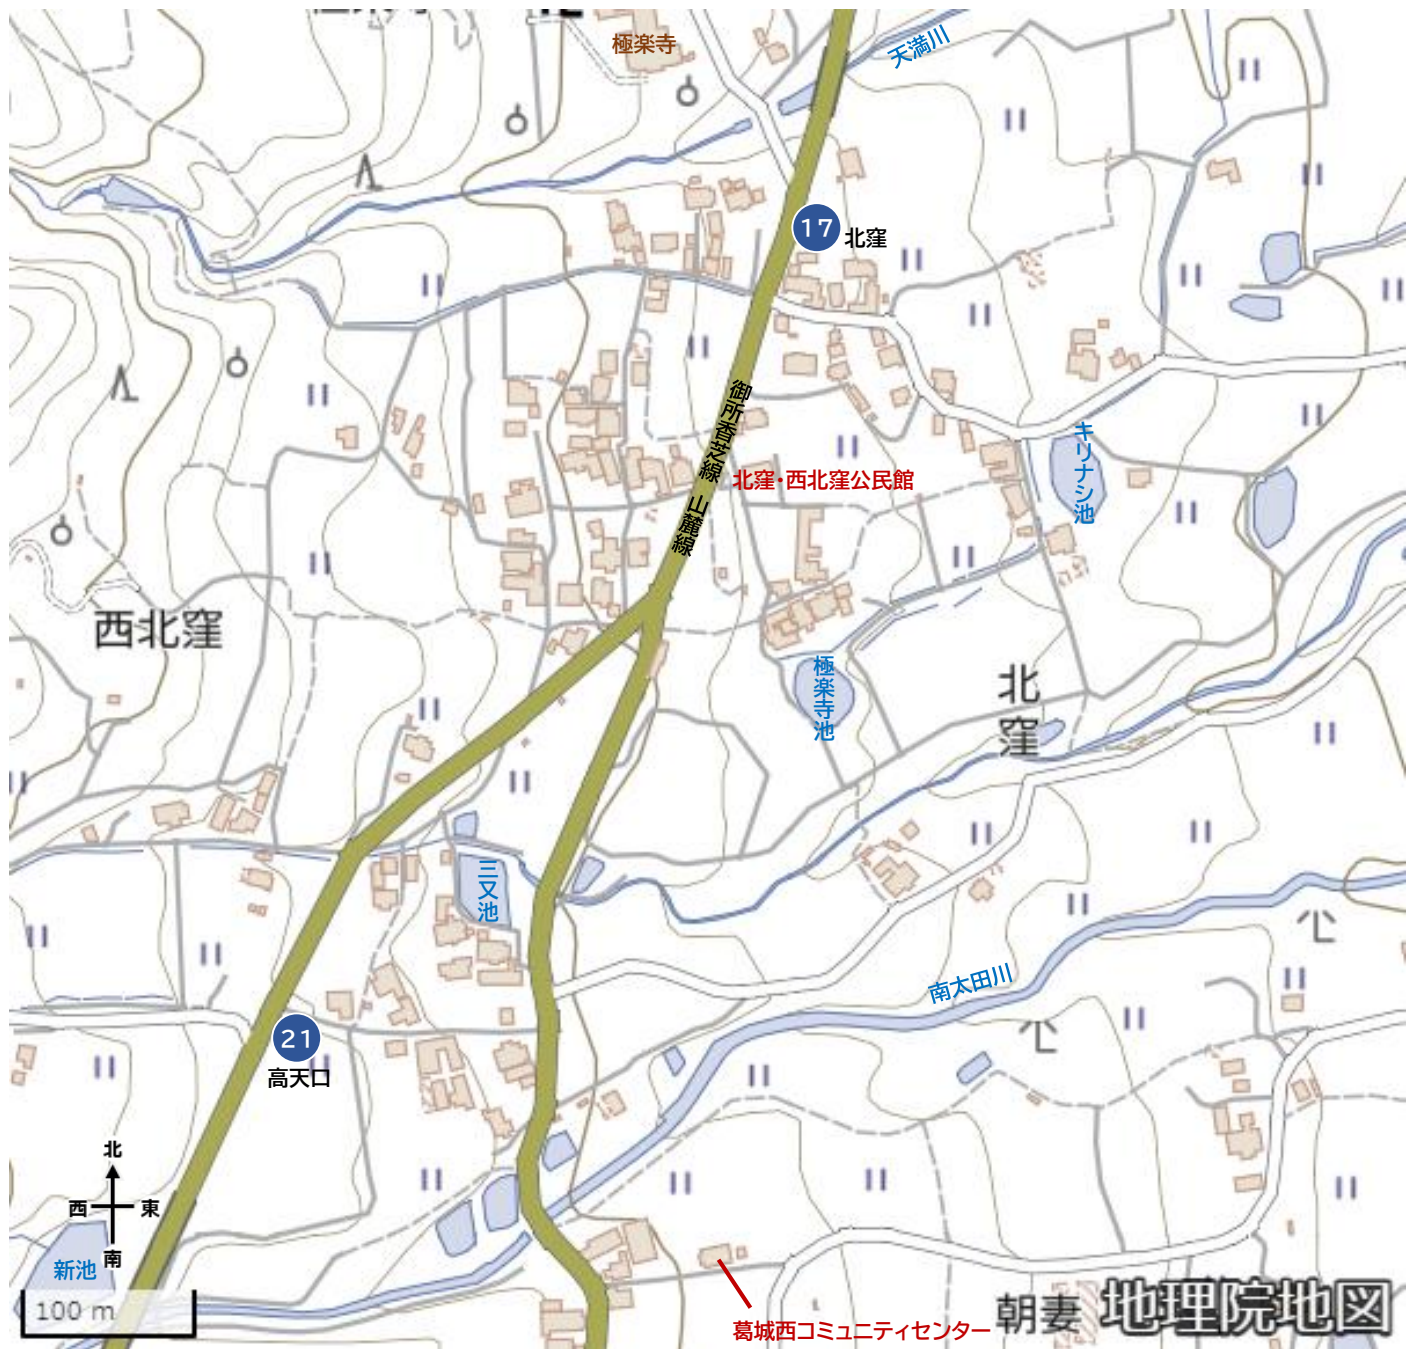 極楽寺
天満川
17
北窪
御所香芝線 山麓線
北窪・西北窪公民館
キリナシ池
西北窪
極楽寺池
北窪
三又池
南太田川
21
高天口
北
西
東
南
新池
100 m
葛城西コミュニティセンター
朝妻
地理院地図